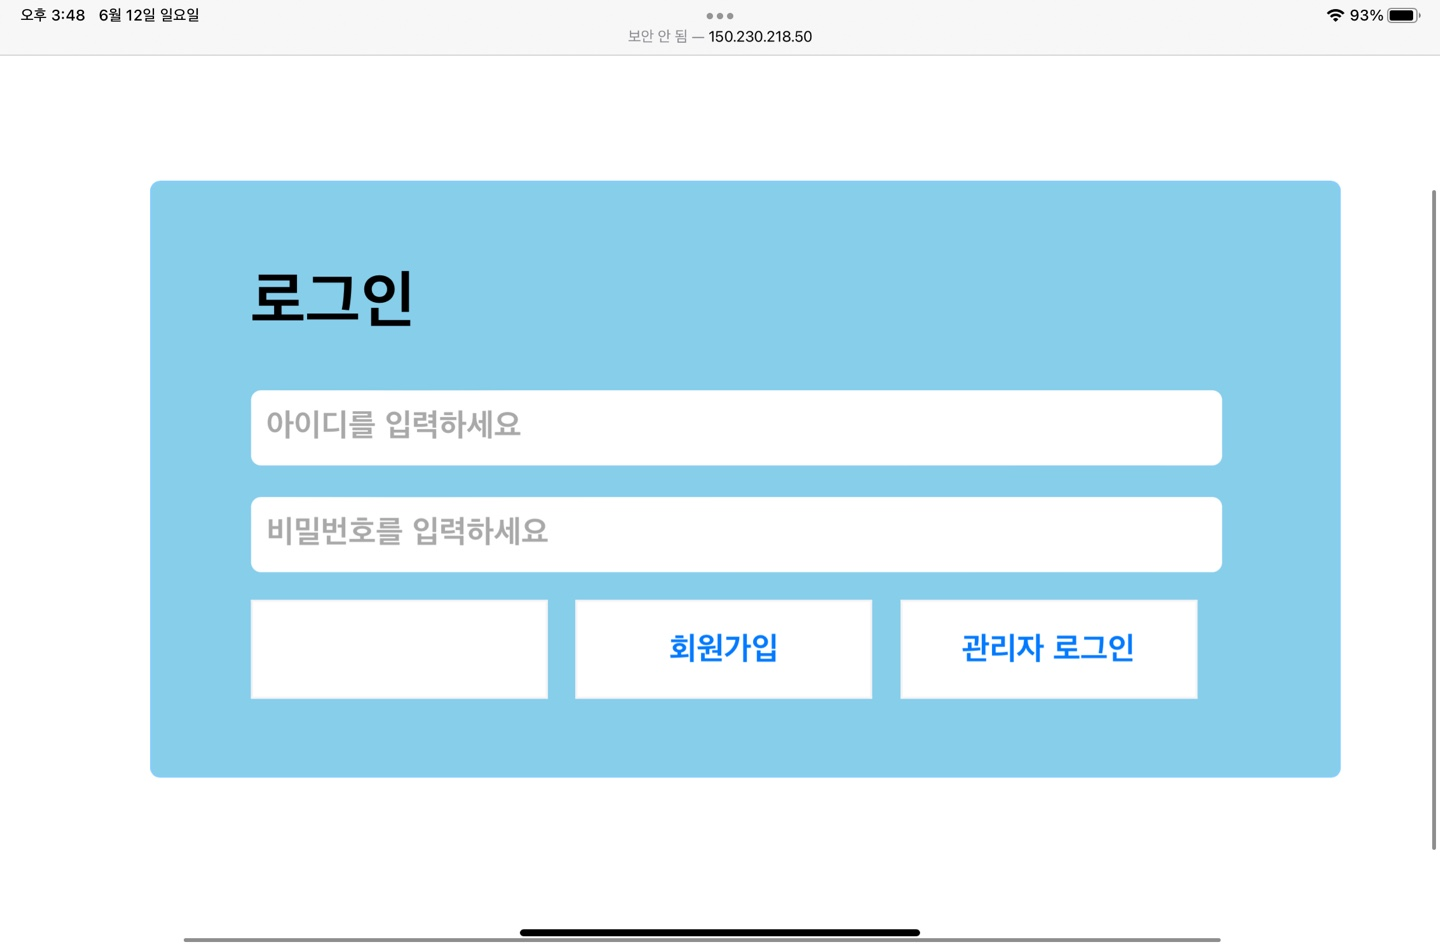 오후 3:48 6월 12일 일요일
93%
보안 안 됨 — 150.230.218.50
로그인
아이디를 입력하세요
비밀번호를 입력하세요
회원가입 관리자 로그인